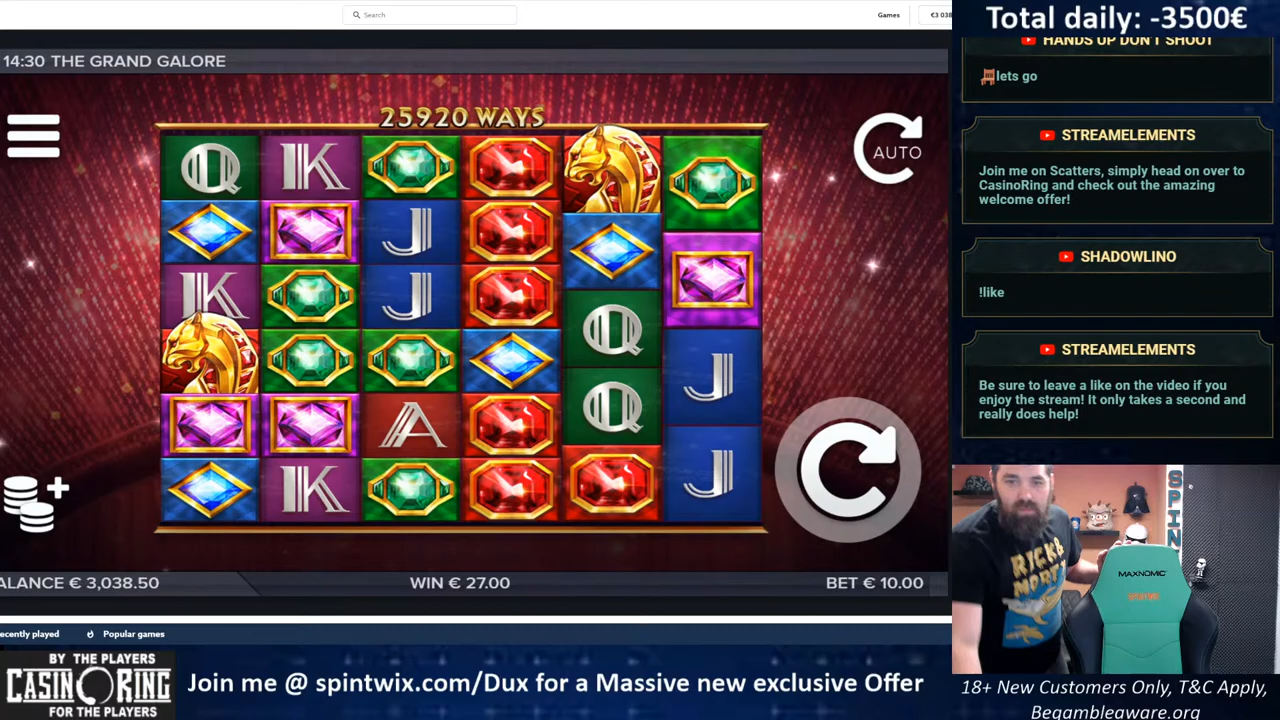 Search
Games
€3 038
14:30 THE GRAND GALORE
25920 WAYS
AUTO
Q K
K J
J
Q
Q J
A
K J
ALANCE € 3,038.50
WIN € 27.00
BET € 10.00
ecently played
Popular games
BY THE PLAYERS
CASINO RING
FOR THE PLAYERS
Join me @ spintwix.com/Dux for a Massive new exclusive Offer
Total daily: -3500€
HANDS UP DON'T SHOOT
lets go
STREAMELEMENTS
Join me on Scatters, simply head on over to
CasinoRing and check out the amazing
welcome offer!
SHADOWLINO
!like
STREAMELEMENTS
Be sure to leave a like on the video if you
enjoy the stream! It only takes a second and
really does help!
SPIN
RICK &
MORTY
MAXNOMIC
18+ New Customers Only, T&C Apply,
Begambleaware.org